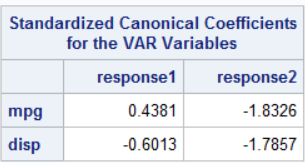 Standardized Canonical Coefficients
for the VAR Variables
response1 response2
mpg 0.4381 -1.8326
disp -0.6013 -1.7857